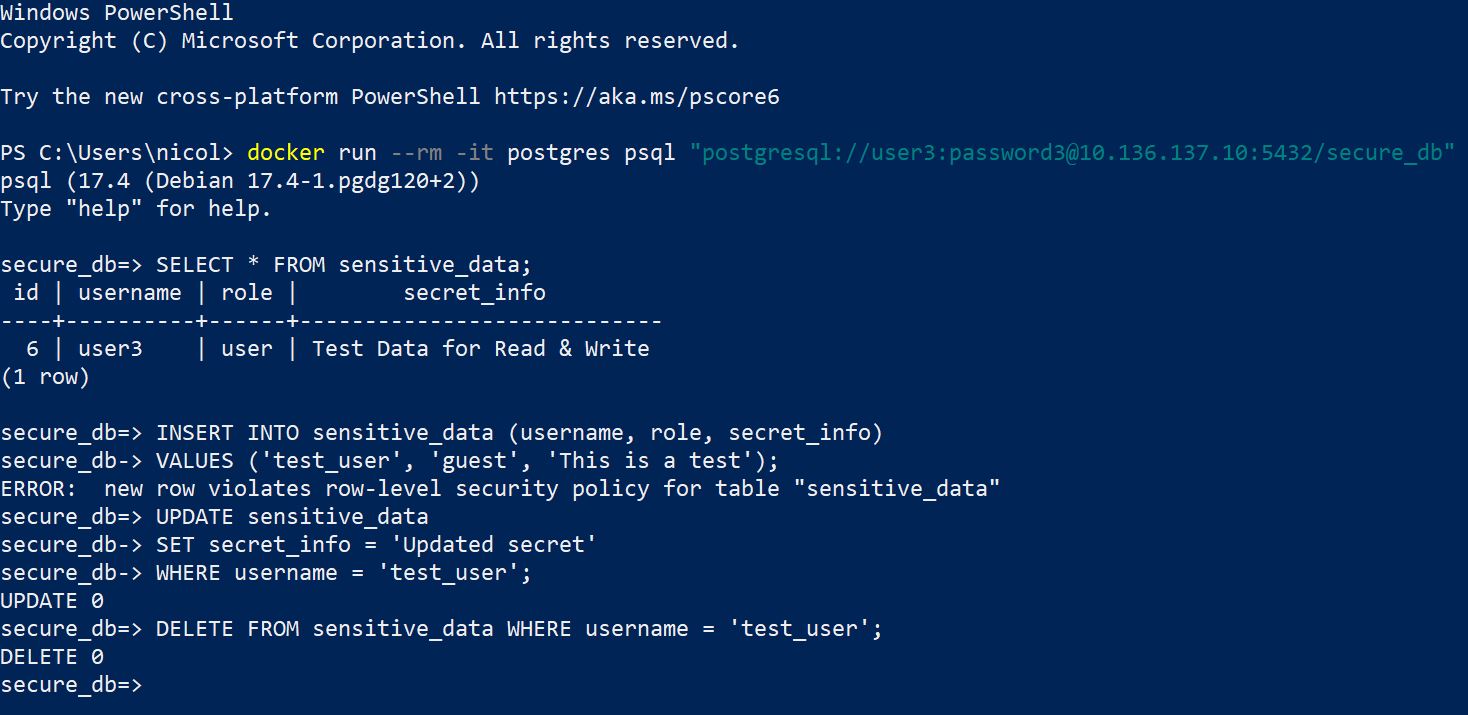 Windows PowerShell
Copyright (C) Microsoft Corporation. All rights reserved.
Try the new cross-platform PowerShell https://aka.ms/pscore6
PS C:\Users\nicol> docker run --rm -it postgres psql "postgresql://user3:password3@10.136.137.10:5432/secure_db"
psql (17.4 (Debian 17.4-1.pgdg120+2))
Type "help" for help.
secure_db=> SELECT * FROM sensitive_data;
 id | username | role |        secret_info
----+----------+------+----------------------------
  6 | user3    | user | Test Data for Read & Write
(1 row)
secure_db=> INSERT INTO sensitive_data (username, role, secret_info)
secure_db-> VALUES ('test_user', 'guest', 'This is a test');
ERROR:  new row violates row-level security policy for table "sensitive_data"
secure_db=> UPDATE sensitive_data
secure_db-> SET secret_info = 'Updated secret'
secure_db-> WHERE username = 'test_user';
UPDATE 0
secure_db=> DELETE FROM sensitive_data WHERE username = 'test_user';
DELETE 0
secure_db=>